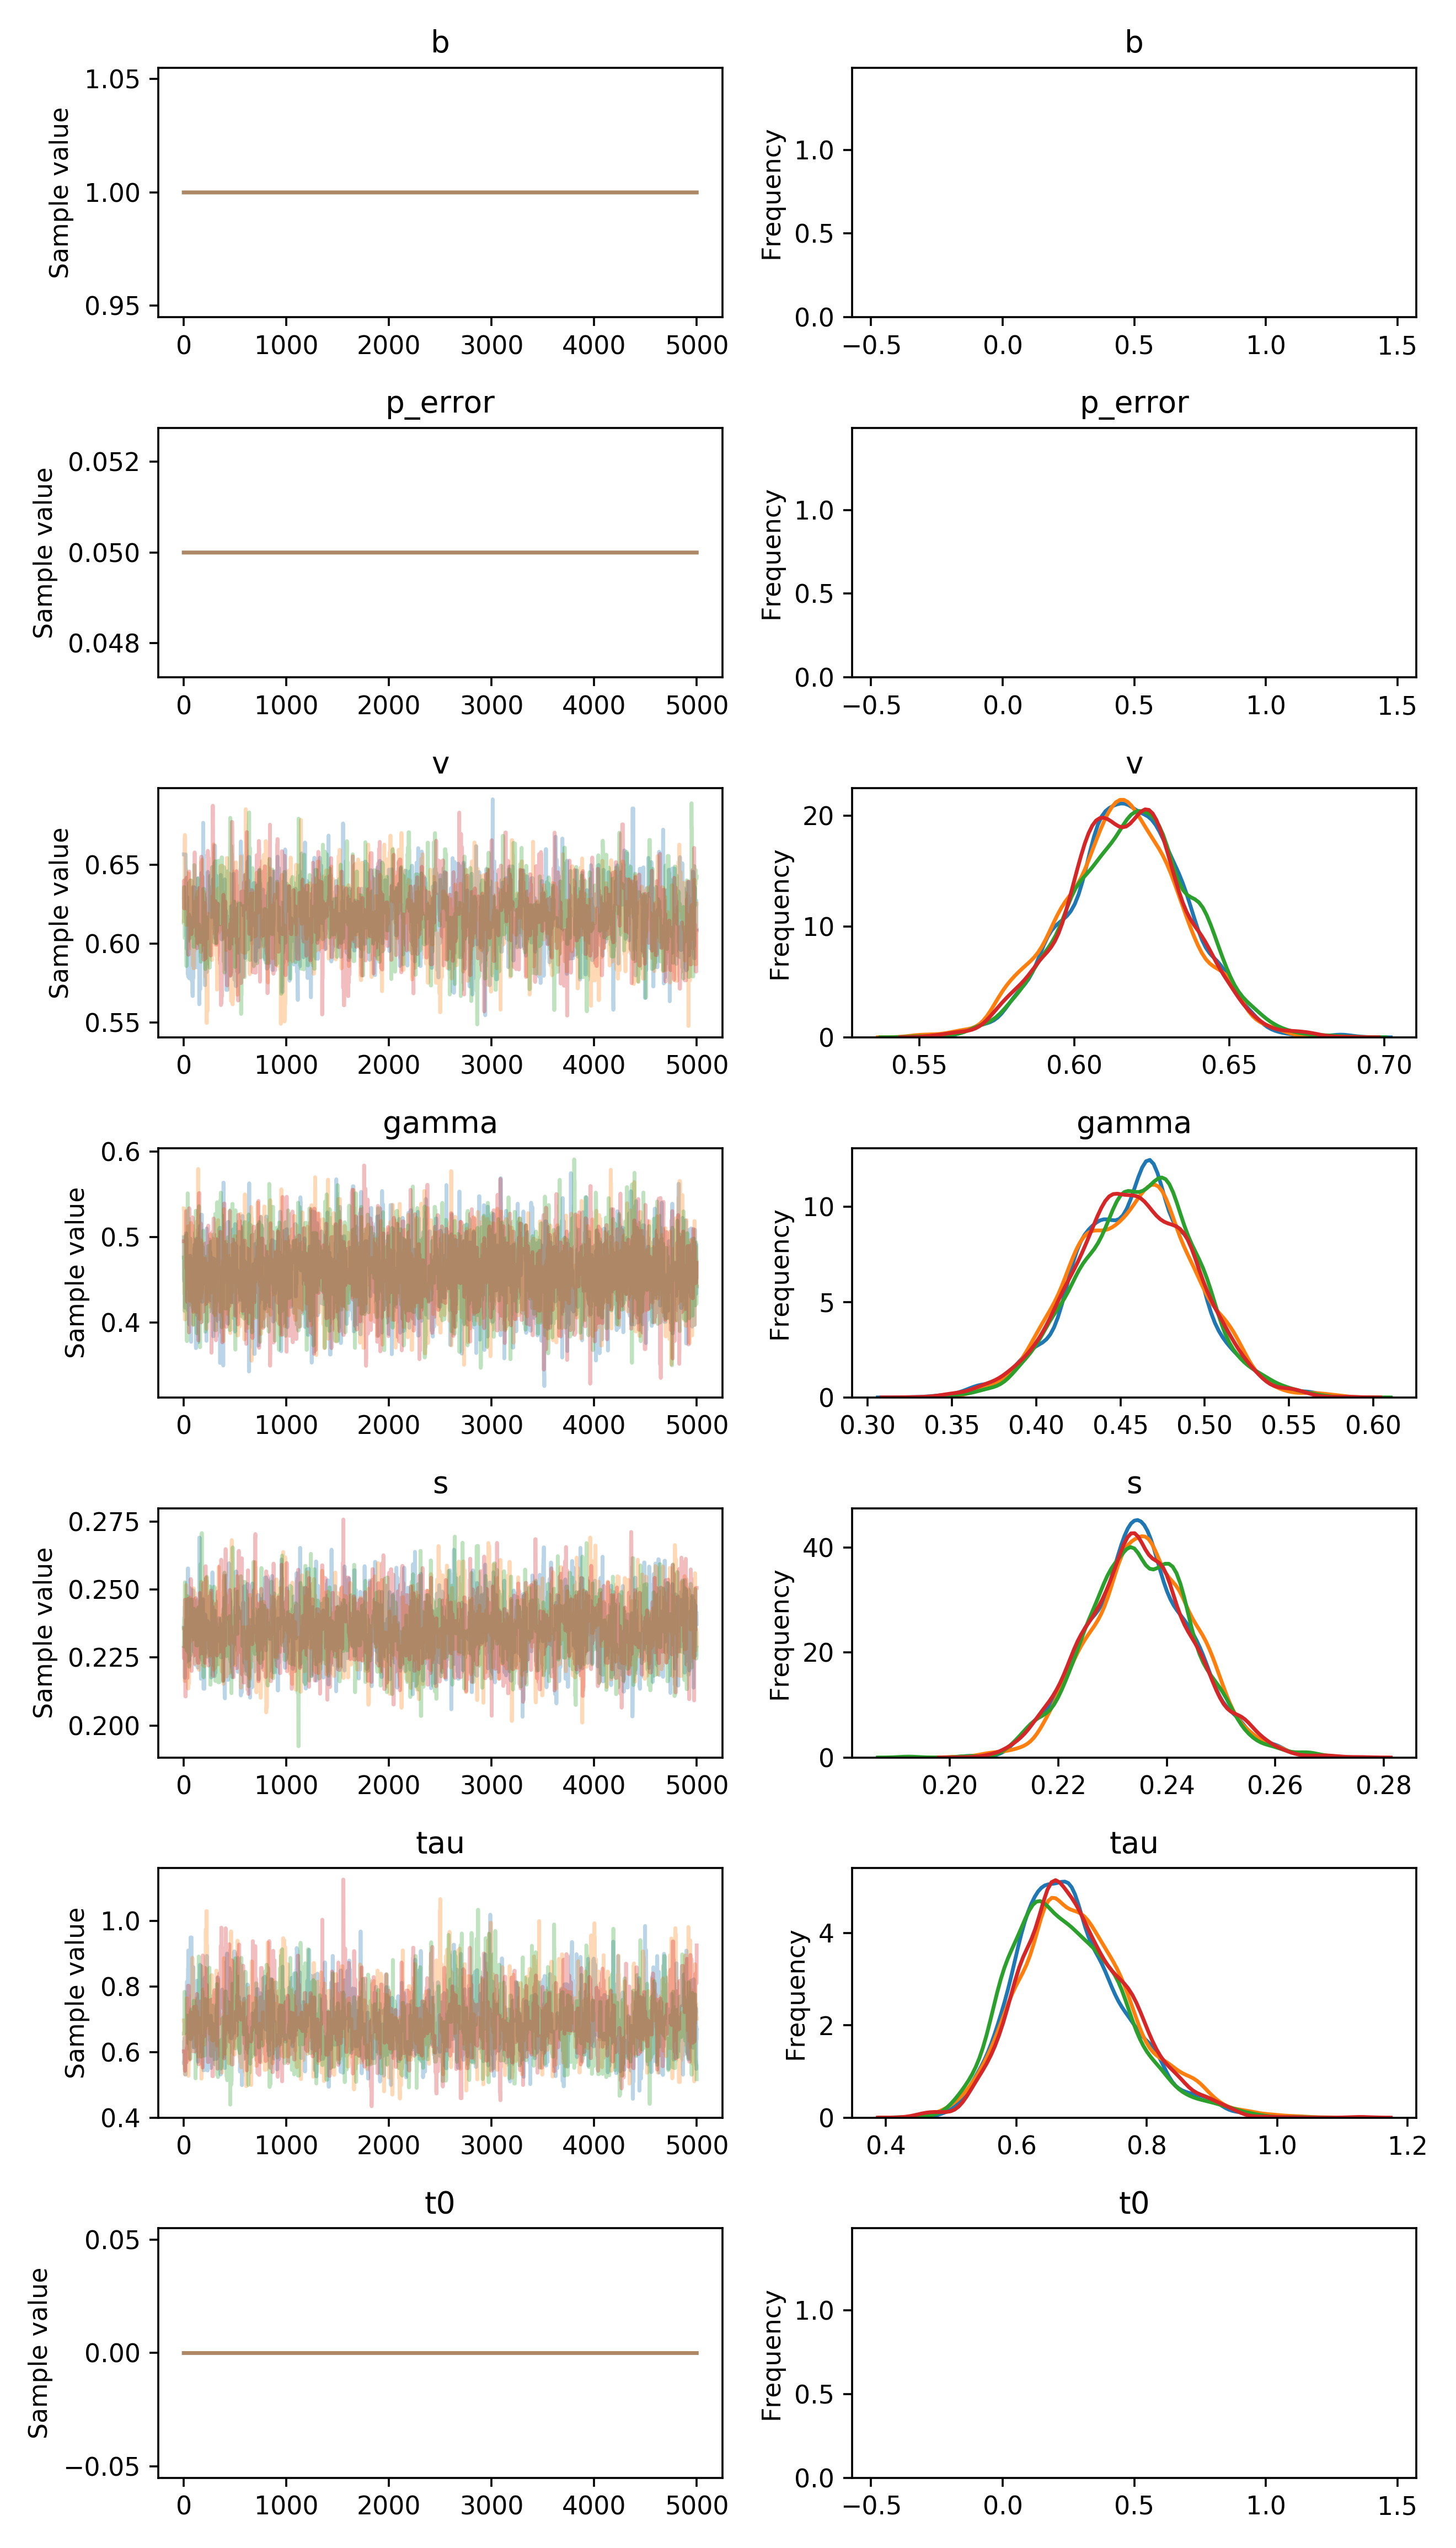 b
b
1.05
1.00
0.95
Sample value
0 1000 2000 3000 4000 5000
1.0
0.5
0.0
Frequency
−0.5 0.0 0.5 1.0 1.5
p_error
p_error
0.052
0.050
0.048
Sample value
0 1000 2000 3000 4000 5000
1.0
0.5
0.0
Frequency
−0.5 0.0 0.5 1.0 1.5
v
v
0.65
0.60
0.55
Sample value
0 1000 2000 3000 4000 5000
20
10
0
Frequency
0.55 0.60 0.65 0.70
gamma
gamma
0.6
0.5
0.4
Sample value
0 1000 2000 3000 4000 5000
10
5
0
Frequency
0.30 0.35 0.40 0.45 0.50 0.55 0.60
s
s
0.275
0.250
0.225
0.200
Sample value
0 1000 2000 3000 4000 5000
40
20
0
Frequency
0.20 0.22 0.24 0.26 0.28
tau
tau
1.0
0.8
0.6
0.4
Sample value
0 1000 2000 3000 4000 5000
4
2
0
Frequency
0.4 0.6 0.8 1.0 1.2
t0
t0
0.05
0.00
−0.05
Sample value
0 1000 2000 3000 4000 5000
1.0
0.5
0.0
Frequency
−0.5 0.0 0.5 1.0 1.5